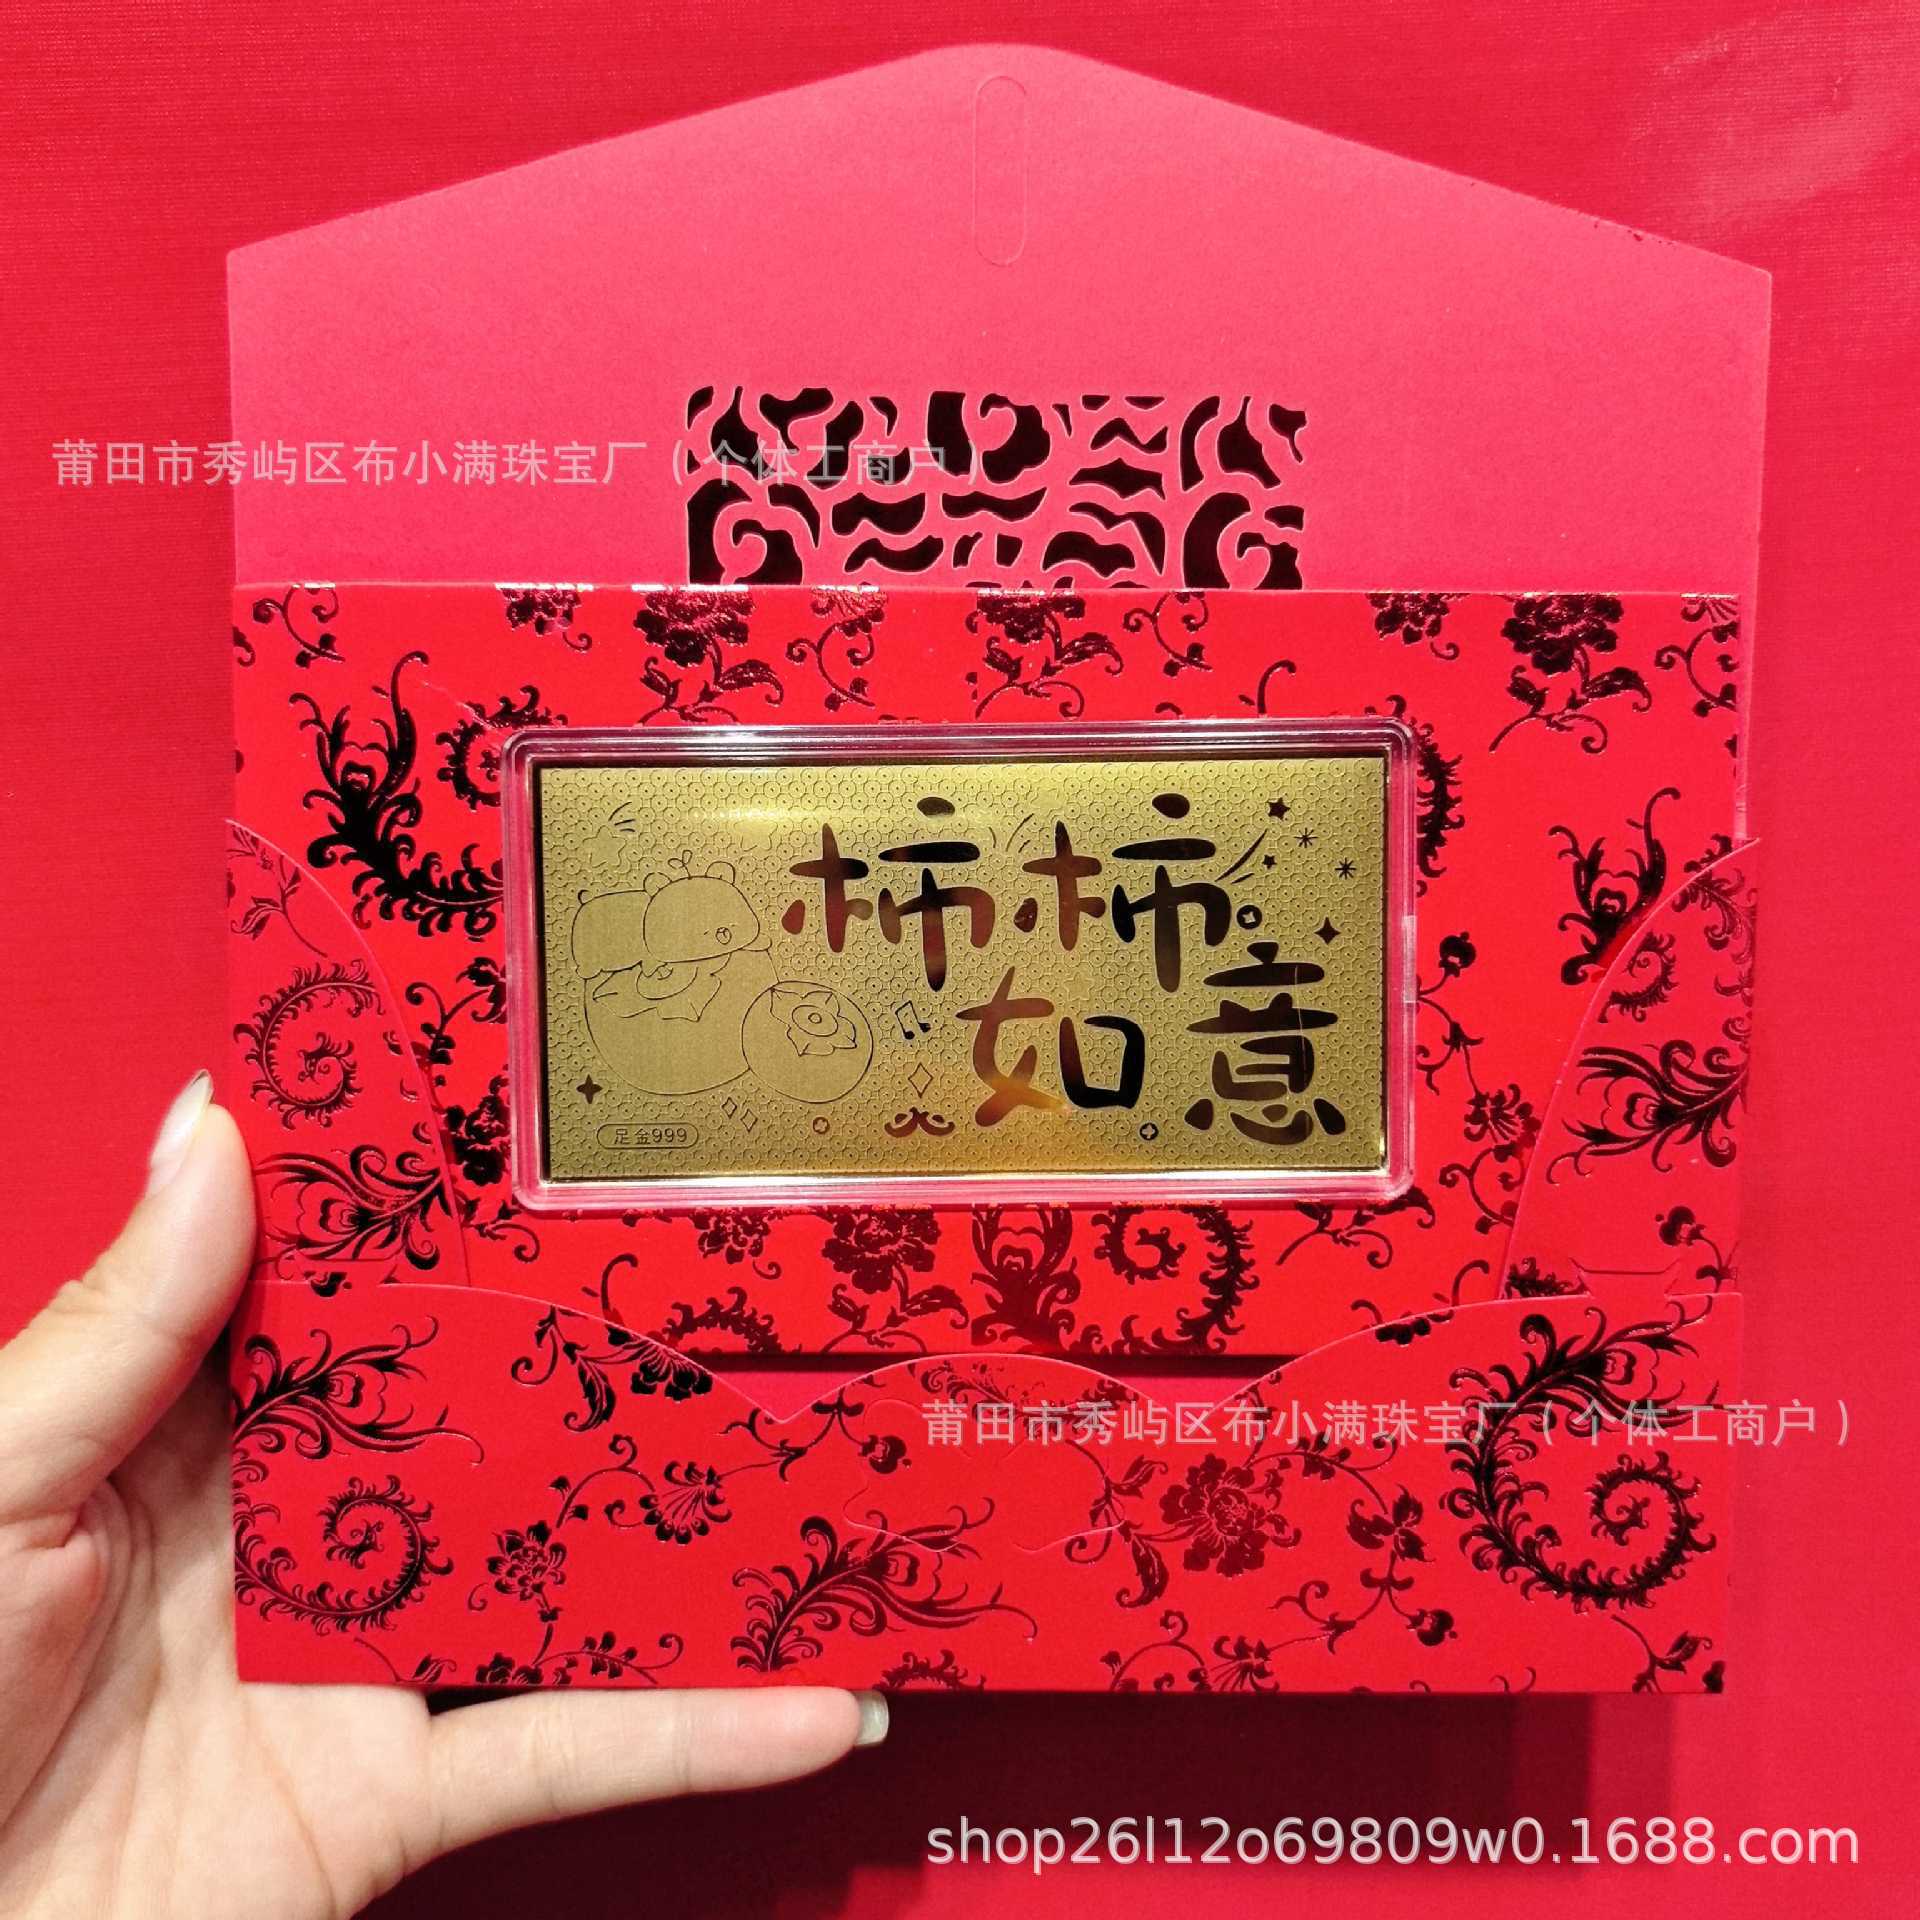 莆田市秀屿区布小满珠宝厂（个体工商户）
柿柿
如意
足金999
莆田市秀屿区布小满珠宝厂（个体工商户）
shop26l12o69809w0.1688.com